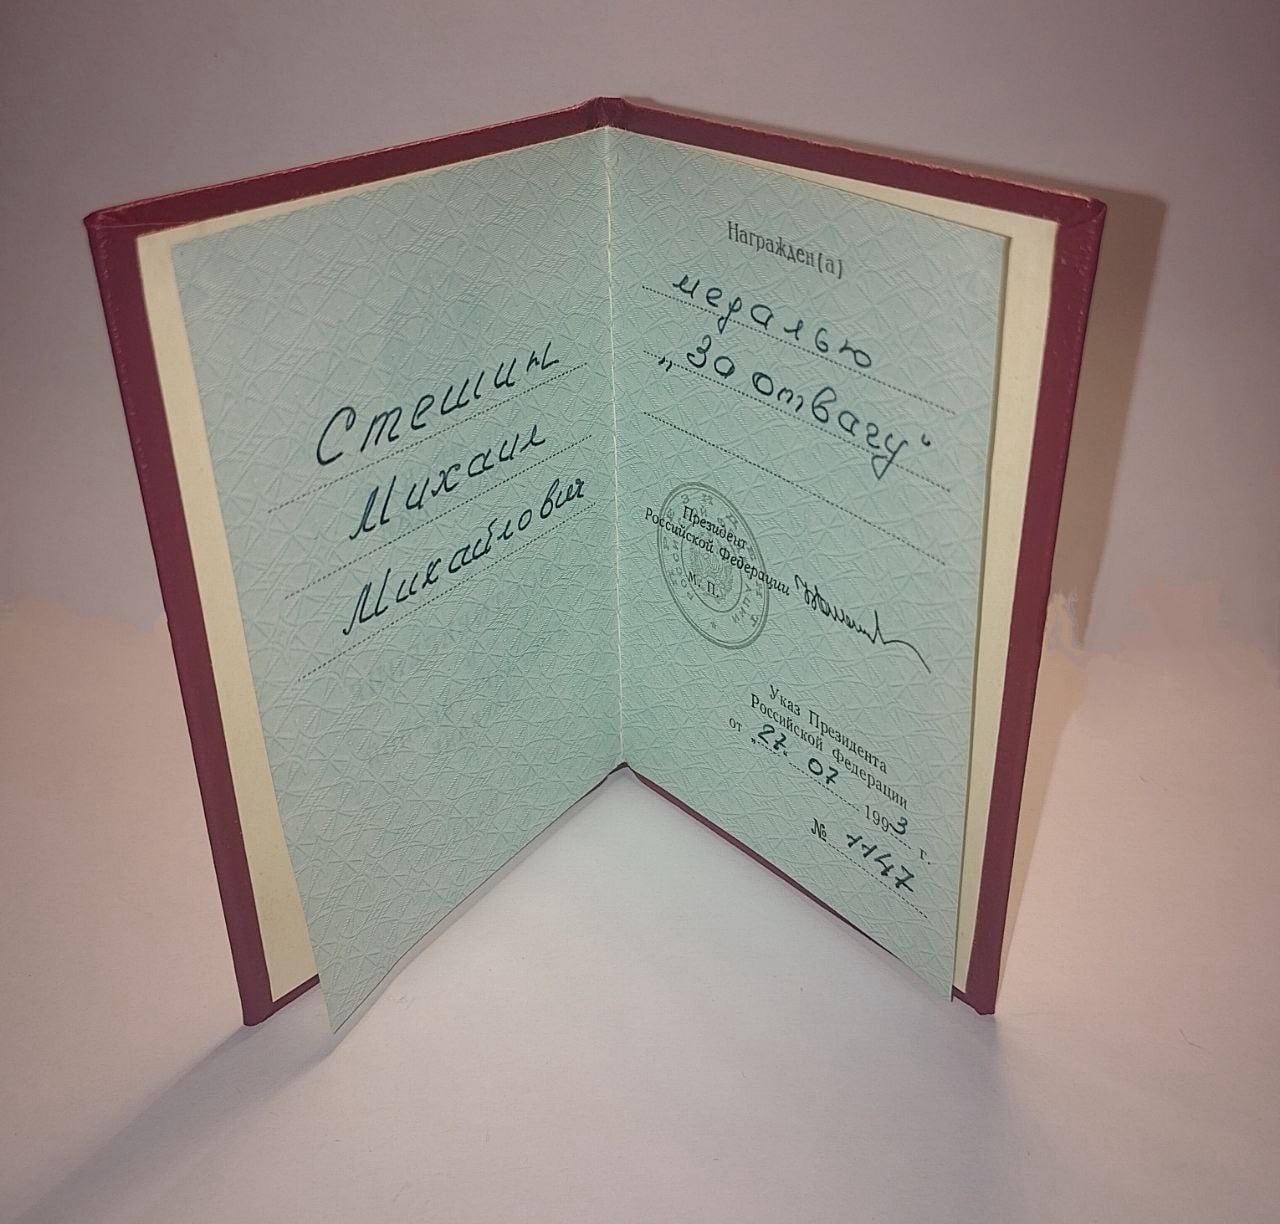 Стешин
Михаил
Михайлович
Награжден(а)
медалью
„За отвагу“
Президент
Российской Федерации
М. П.
Указ Президента
Российской Федерации
от „27“ 07 1993 г.
№ 1147